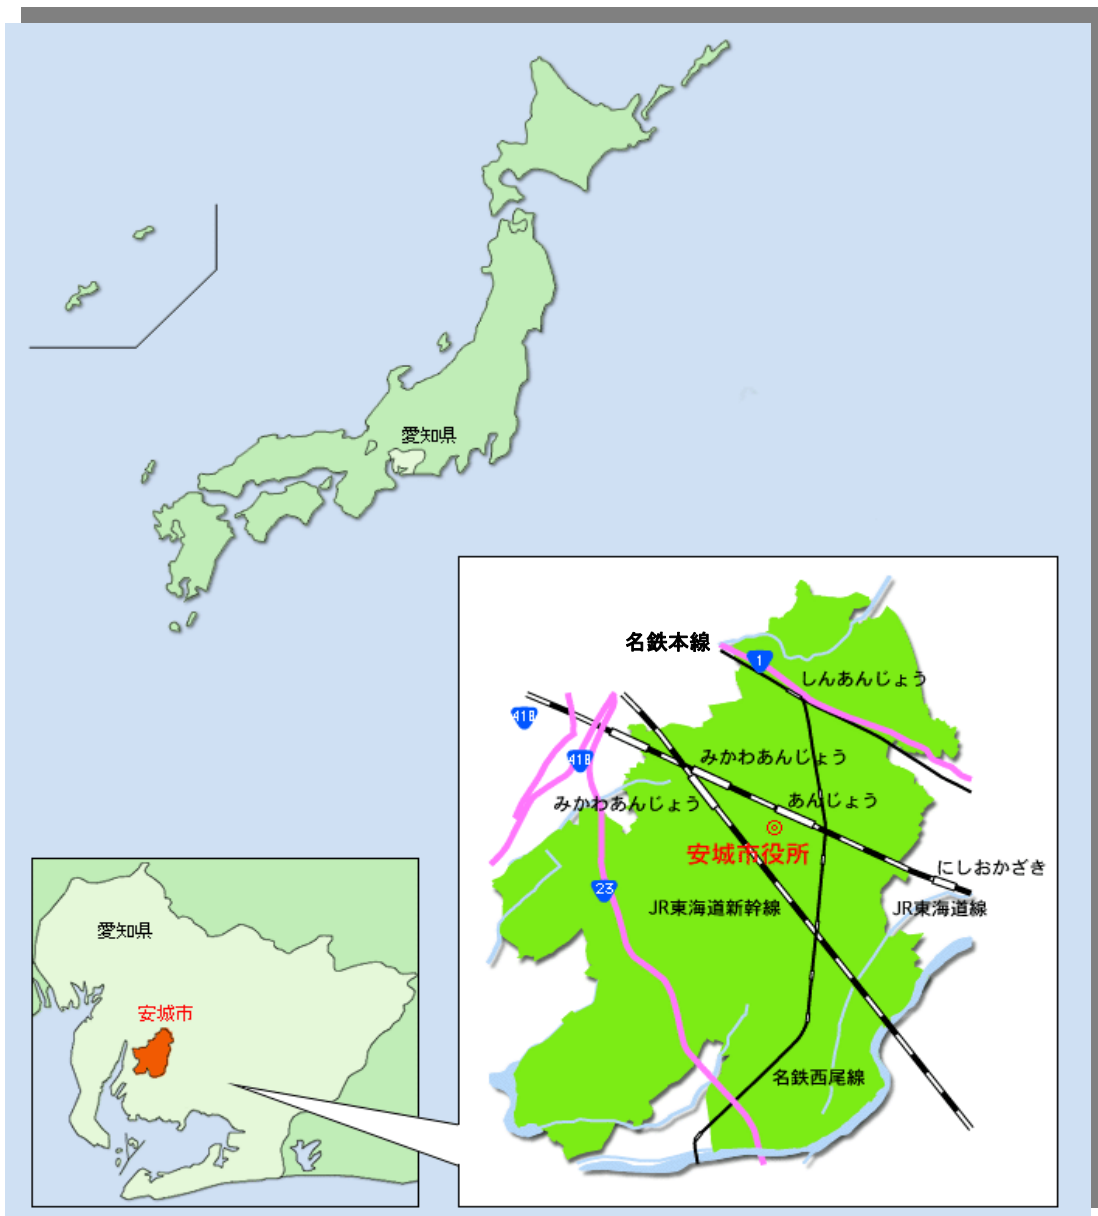 愛知県
名鉄本線
1
しんあんじょう
418
みかわあんじょう
418
みかわあんじょう
あんじょう
安城市役所
にしおかざき
23
JR東海道新幹線
JR東海道線
愛知県
安城市
名鉄西尾線